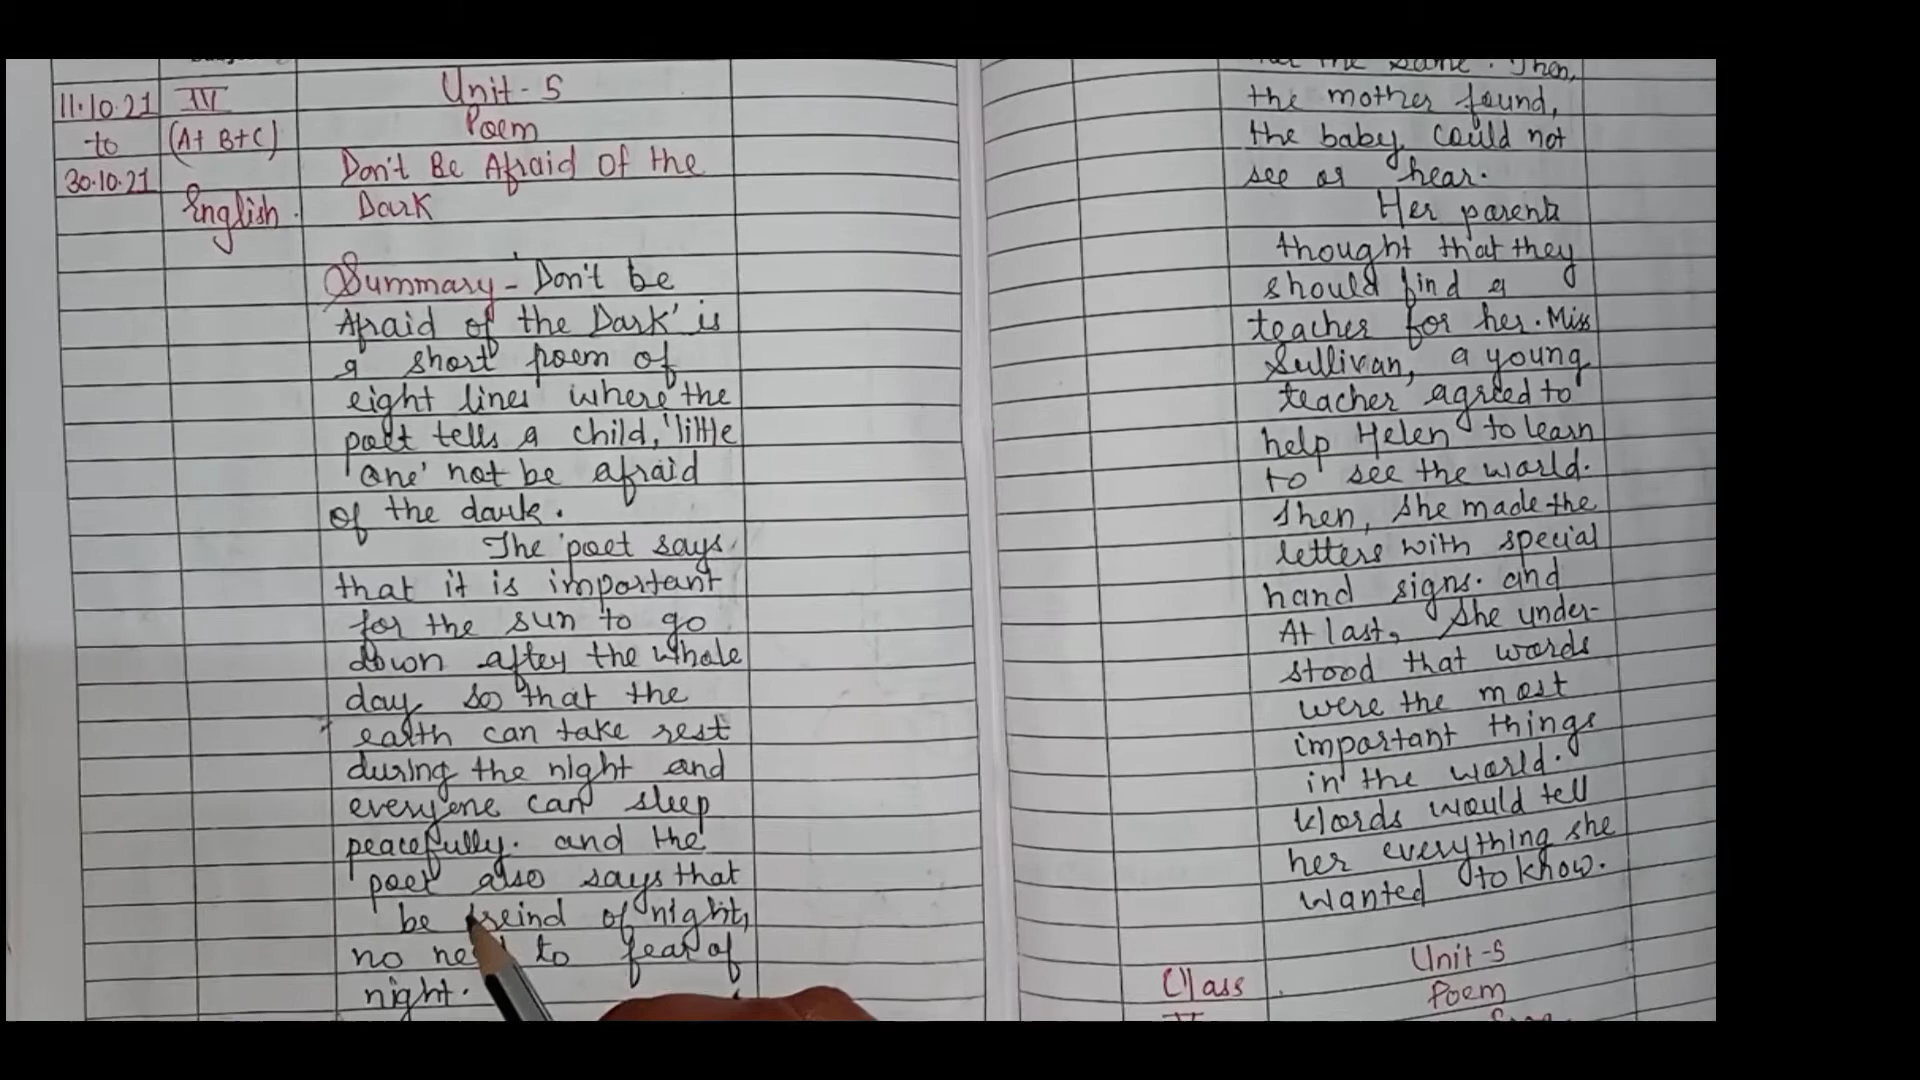 11.10.21
to
30.10.21
IV
(A+ B+C)
English.
Unit-5
Poem
Don't Be Afraid Of the
Dark
Summary - Don't be
Afraid of the Dark' is
a short poem of
eight lines where the
poet tells a child, 'little
one' not be afraid
of the dark.
The poet says
that it is important
for the sun to go
down after the whole
day so that the
earth can take rest
during the night and
everyone can sleep
peacefully. and the
poet also says that
be freind of night,
no to fear of
night.
the same. Then,
the mother found,
the baby could not
see or hear.
Her parents
thought that they
should find a
teacher for her. Miss
Sullivan, a young
teacher agreed to
help Helen to learn
to see the world.
Then, she made the
letters with special
hand signs. and
At last, She under-
stood that words
were the most
important things
in the world.
Words would tell
her everything she
wanted to know.
Class
Unit-5
Poem